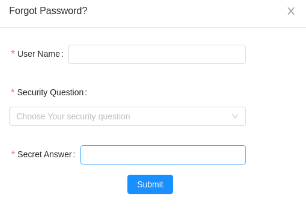 Forgot Password?
* User Name :
* Security Question :
Choose Your security question
* Secret Answer :
Submit